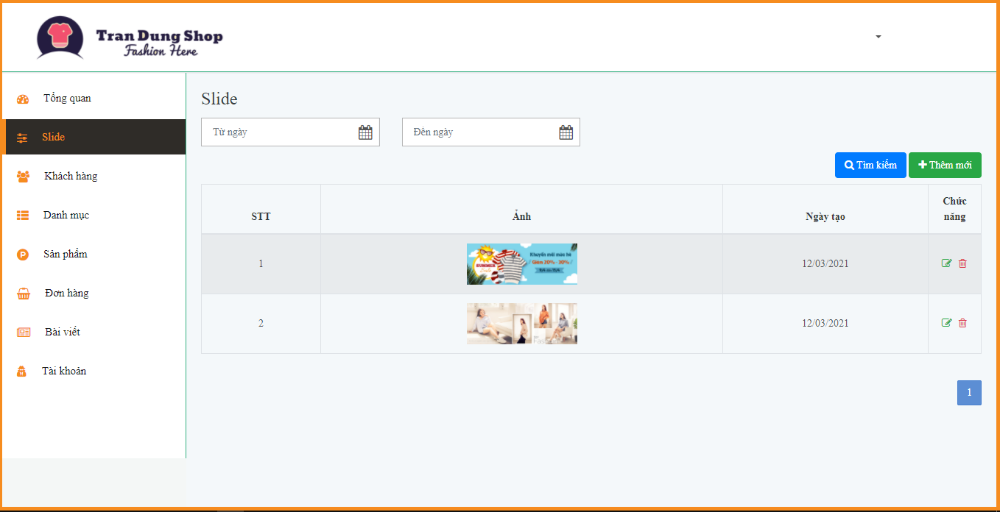 Tran Dung Shop
Fashion Here
Tổng quan
Slide
Khách hàng
Danh mục
Sản phẩm
Đơn hàng
Bài viết
Tài khoản
Slide
Từ ngày
Đến ngày
Tìm kiếm
Thêm mới
STT
Ảnh
Ngày tạo
Chức năng
1
SUMMER
Sale
Khuyến mãi mùa hè
Giảm 20% - 30%
12/03/2021
2
12/03/2021
1